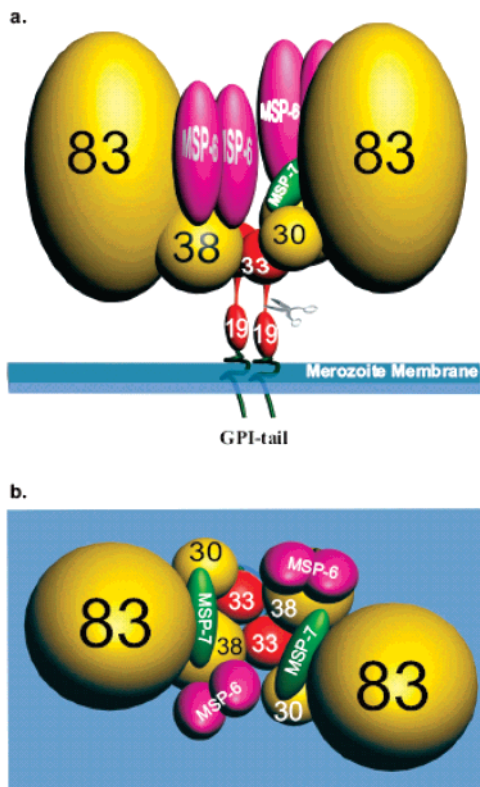 a.
83
MSP-6
MSP-6
MSP-6
83
MSP-7
38
30
33
19
19
Merozoite Membrane
GPI-tail
b.
30
MSP-6
83
MSP-7
33
38
38
33
MSP-7
83
MSP-6
30